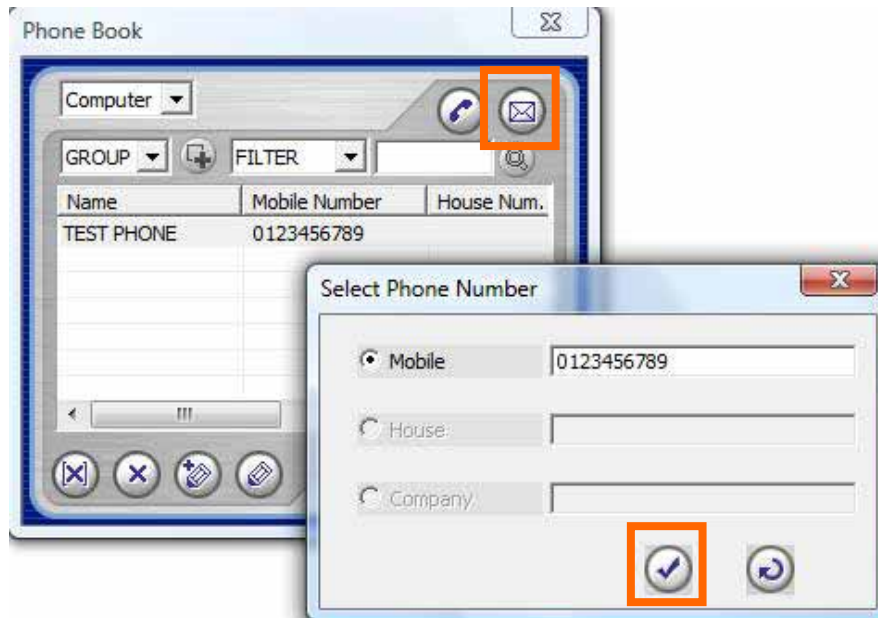 Phone Book
Computer
GROUP FILTER
Name Mobile Number House Num.
TEST PHONE 0123456789
Select Phone Number
Mobile 0123456789
House
Company